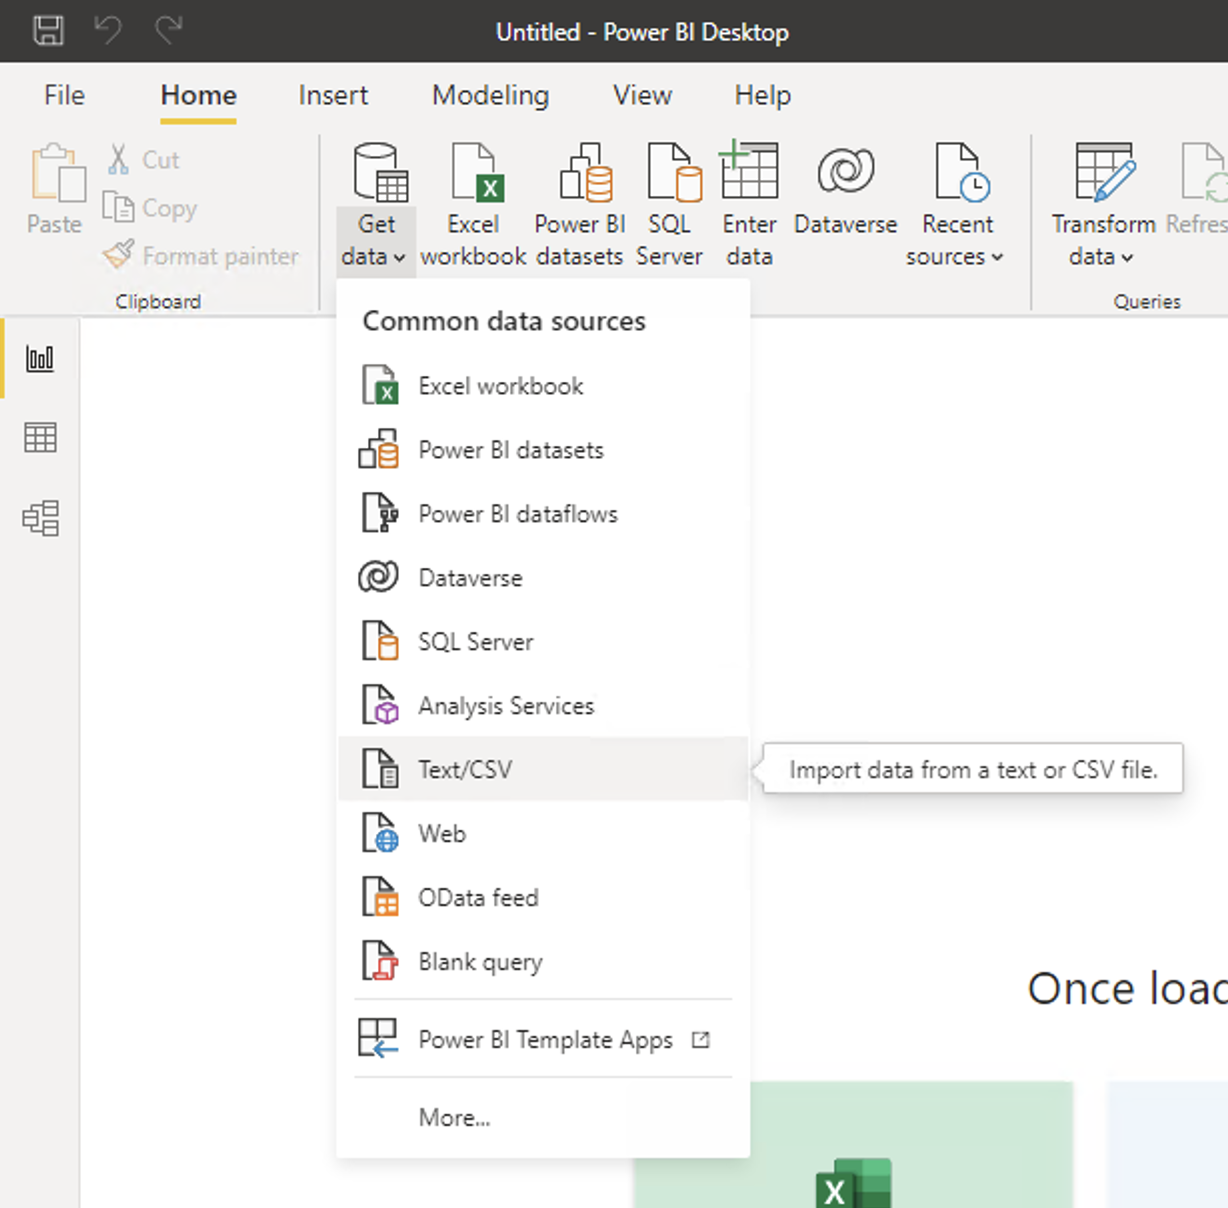 Untitled - Power BI Desktop
File Home Insert Modeling View Help
Paste
Cut
Copy
Format painter
Clipboard
Get data
Excel workbook
Power BI datasets
SQL Server
Enter data
Dataverse
Recent sources
Transform data
Refres
Queries
Common data sources
Excel workbook
Power BI datasets
Power BI dataflows
Dataverse
SQL Server
Analysis Services
Text/CSV
Import data from a text or CSV file.
Web
OData feed
Blank query
Once load
Power BI Template Apps
More...